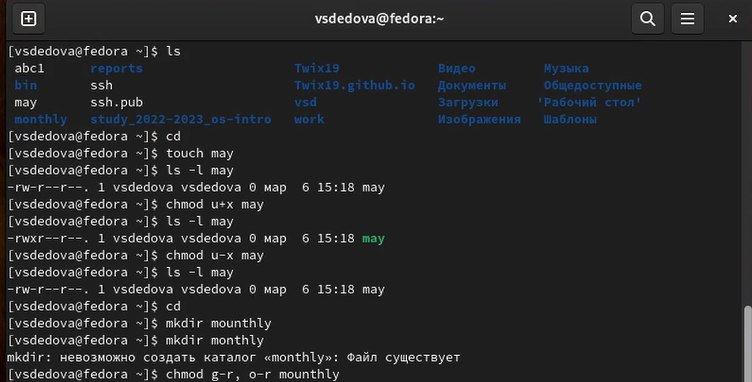 vsdedova@fedora:~
[vsdedova@fedora ~]$ ls
abc1 reports Twix19 Видео Музыка
bin ssh Twix19.github.io Документы Общедоступные
may ssh.pub vsd Загрузки 'Рабочий стол'
monthly study_2022-2023_os-intro work Изображения Шаблоны
[vsdedova@fedora ~]$ cd
[vsdedova@fedora ~]$ touch may
[vsdedova@fedora ~]$ ls -l may
-rw-r--r--. 1 vsdedova vsdedova 0 мар  6 15:18 may
[vsdedova@fedora ~]$ chmod u+x may
[vsdedova@fedora ~]$ ls -l may
-rwxr--r--. 1 vsdedova vsdedova 0 мар  6 15:18 may
[vsdedova@fedora ~]$ chmod u-x may
[vsdedova@fedora ~]$ ls -l may
-rw-r--r--. 1 vsdedova vsdedova 0 мар  6 15:18 may
[vsdedova@fedora ~]$ cd
[vsdedova@fedora ~]$ mkdir mounthly
[vsdedova@fedora ~]$ mkdir monthly
mkdir: невозможно создать каталог «monthly»: Файл существует
[vsdedova@fedora ~]$ chmod g-r, o-r mounthly